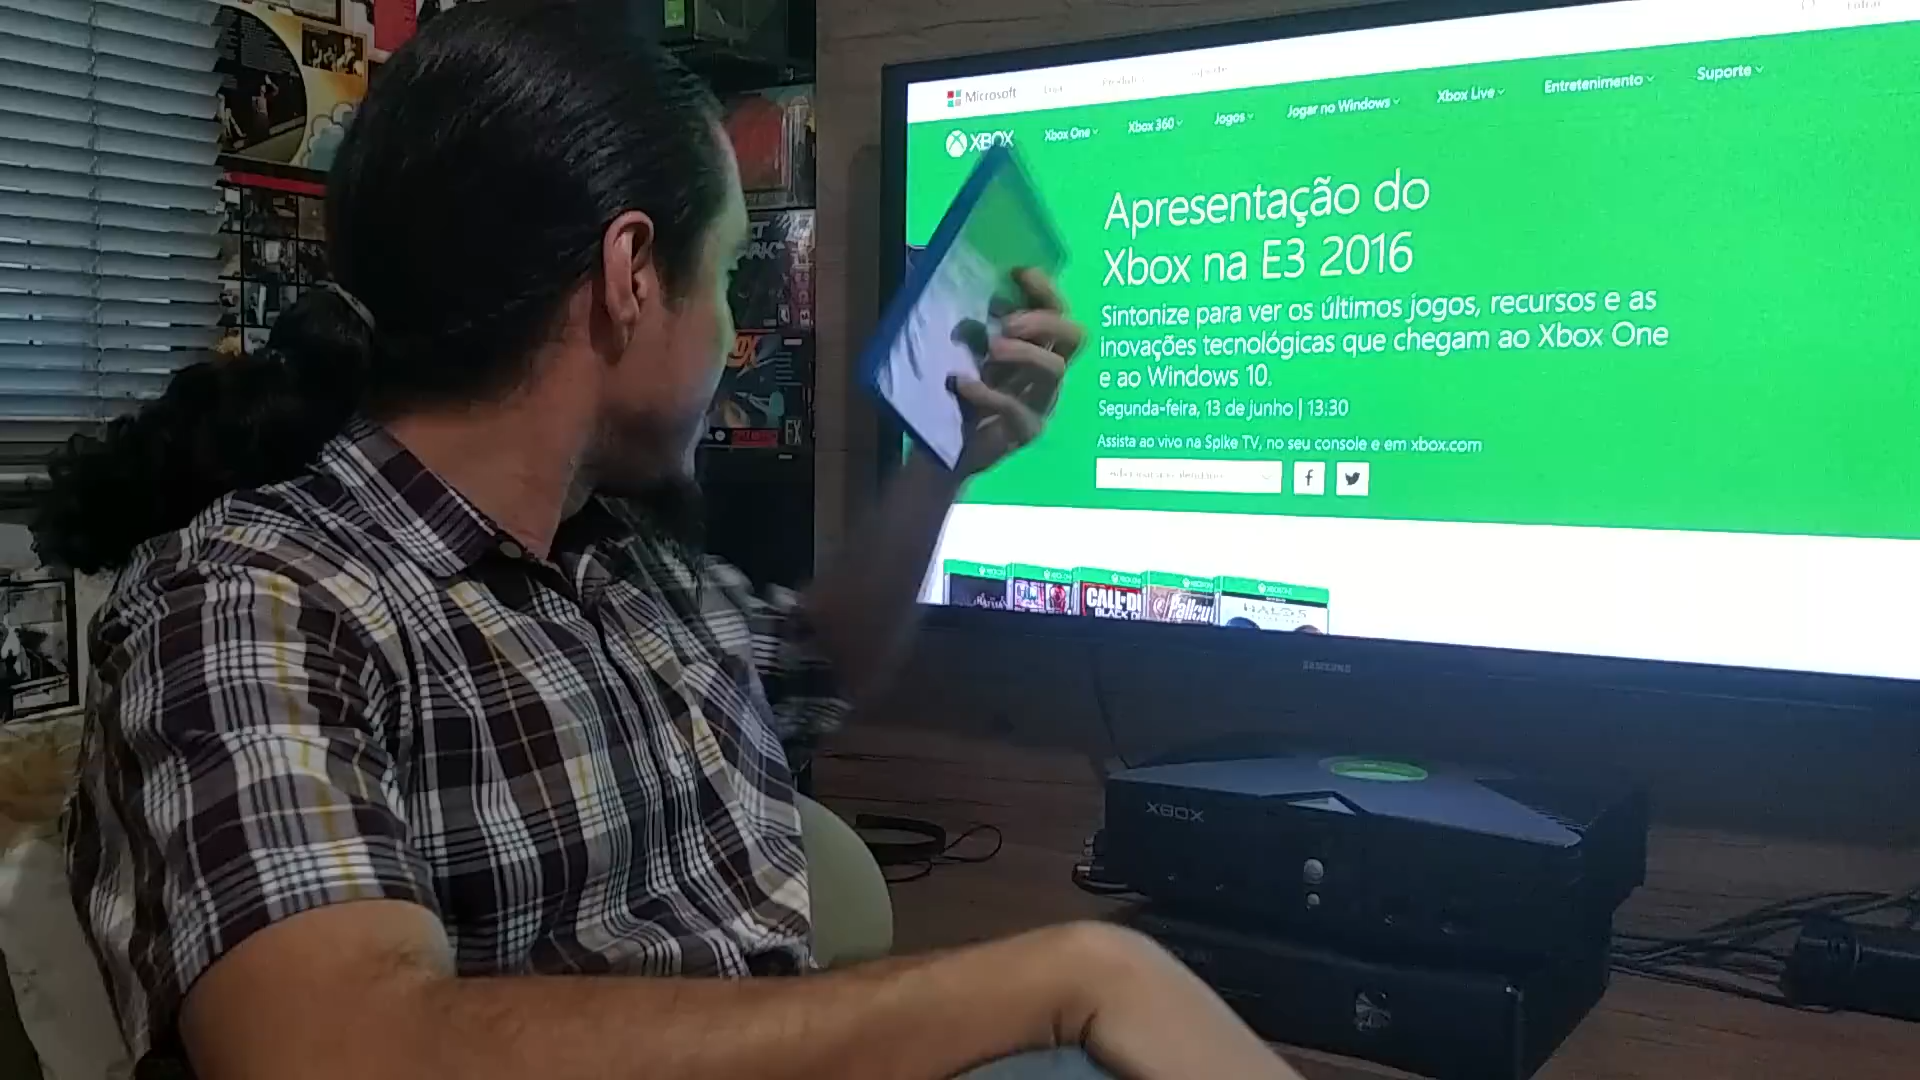 Microsoft
XBOX
Xbox One
Xbox 360
Jogos
Jogar no Windows
Xbox Live
Entretenimento
Suporte
Apresentação do
Xbox na E3 2016
Sintonize para ver os últimos jogos, recursos e as
inovações tecnológicas que chegam ao Xbox One
e ao Windows 10.
Segunda-feira, 13 de junho | 13:30
Assista ao vivo na Spike TV, no seu console e em xbox.com
CALL
BLACK
Fallout
HALO 5
SAMSUNG
XBOX
FX